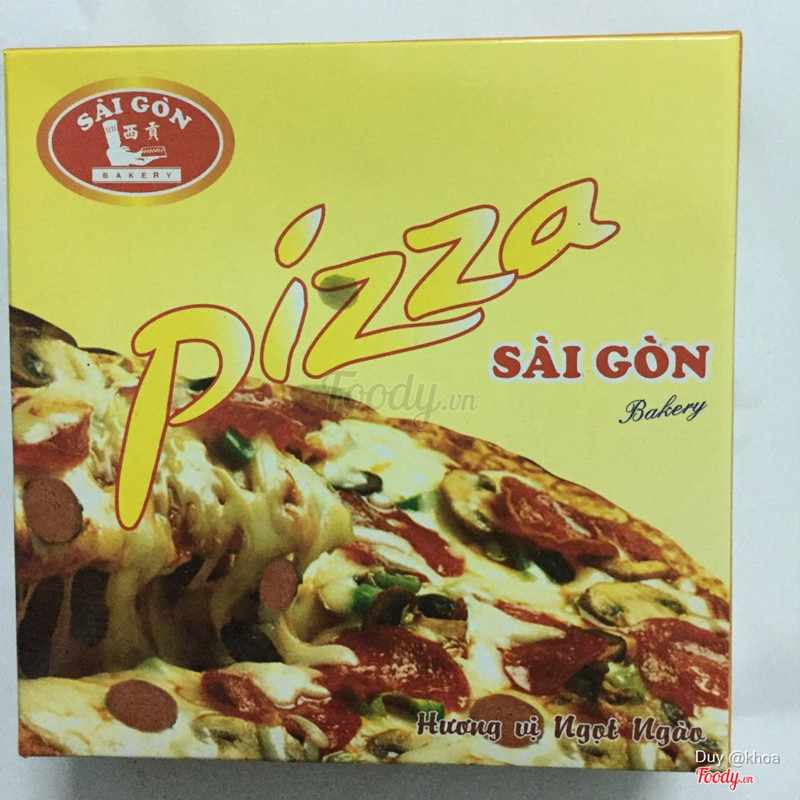 SÀI GÒN
西貢
BAKERY
pizza
SÀI GÒN
Bakery
Foody.vn
Hương vị Ngọt Ngào
Duy @khoa
Foody.vn